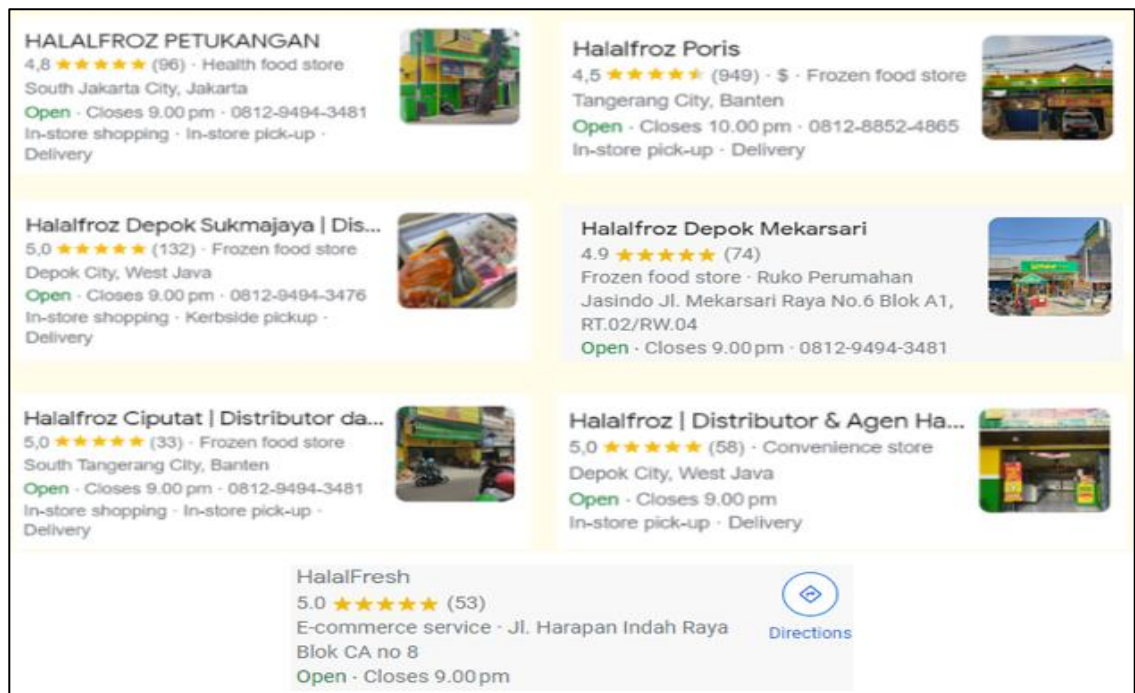 HALALFROZ PETUKANGAN
4,8 ★★★★★ (96) · Health food store
South Jakarta City, Jakarta
Open · Closes 9.00 pm · 0812-9494-3481
In-store shopping · In-store pick-up ·
Delivery
Halalfroz Poris
4,5 ★★★★★ (949) · $ · Frozen food store
Tangerang City, Banten
Open · Closes 10.00 pm · 0812-8852-4865
In-store pick-up · Delivery
Halalfroz Depok Sukmajaya | Dis...
5,0 ★★★★★ (132) · Frozen food store
Depok City, West Java
Open · Closes 9.00 pm · 0812-9494-3476
In-store shopping · Kerbside pickup ·
Delivery
Halalfroz Depok Mekarsari
4.9 ★★★★★ (74)
Frozen food store · Ruko Perumahan
Jasindo Jl. Mekarsari Raya No.6 Blok A1,
RT.02/RW.04
Open · Closes 9.00 pm · 0812-9494-3481
Halalfroz Ciputat | Distributor da...
5,0 ★★★★★ (33) · Frozen food store
South Tangerang City, Banten
Open · Closes 9.00 pm · 0812-9494-3481
In-store shopping · In-store pick-up ·
Delivery
Halalfroz | Distributor & Agen Ha...
5,0 ★★★★★ (58) · Convenience store
Depok City, West Java
Open · Closes 9.00 pm
In-store pick-up · Delivery
HalalFresh
5.0 ★★★★★ (53)
E-commerce service · Jl. Harapan Indah Raya
Blok CA no 8
Open · Closes 9.00 pm
Directions